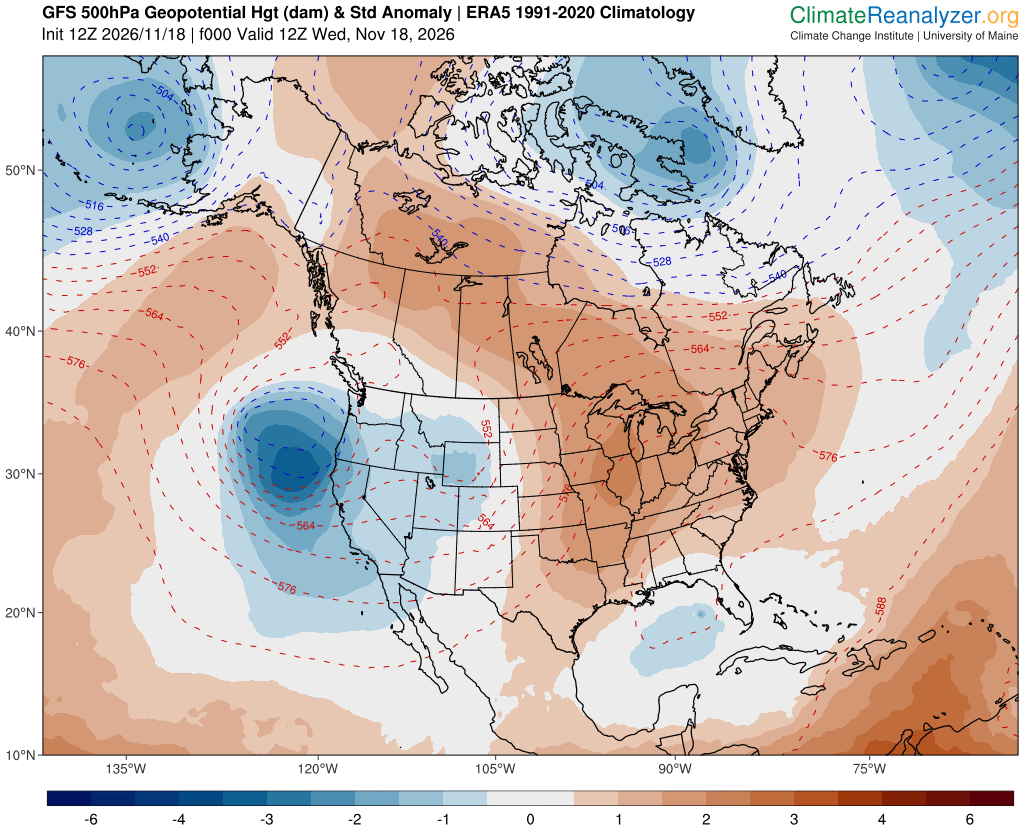 GFS 500hPa Geopotential Hgt (dam) & Std Anomaly | ERA5 1991-2020 Climatology
Init 12Z 2026/11/18 | f000 Valid 12Z Wed, Nov 18, 2026
ClimateReanalyzer.org
Climate Change Institute | University of Maine
504
50°N
504
516
516
528
540
540
528
552
540
564
552
40°N
552
564
576
552
576
30°N
576
564
564
576
588
20°N
10°N
135°W 120°W 105°W 90°W 75°W
-6 -4 -3 -2 -1 0 1 2 3 4 6